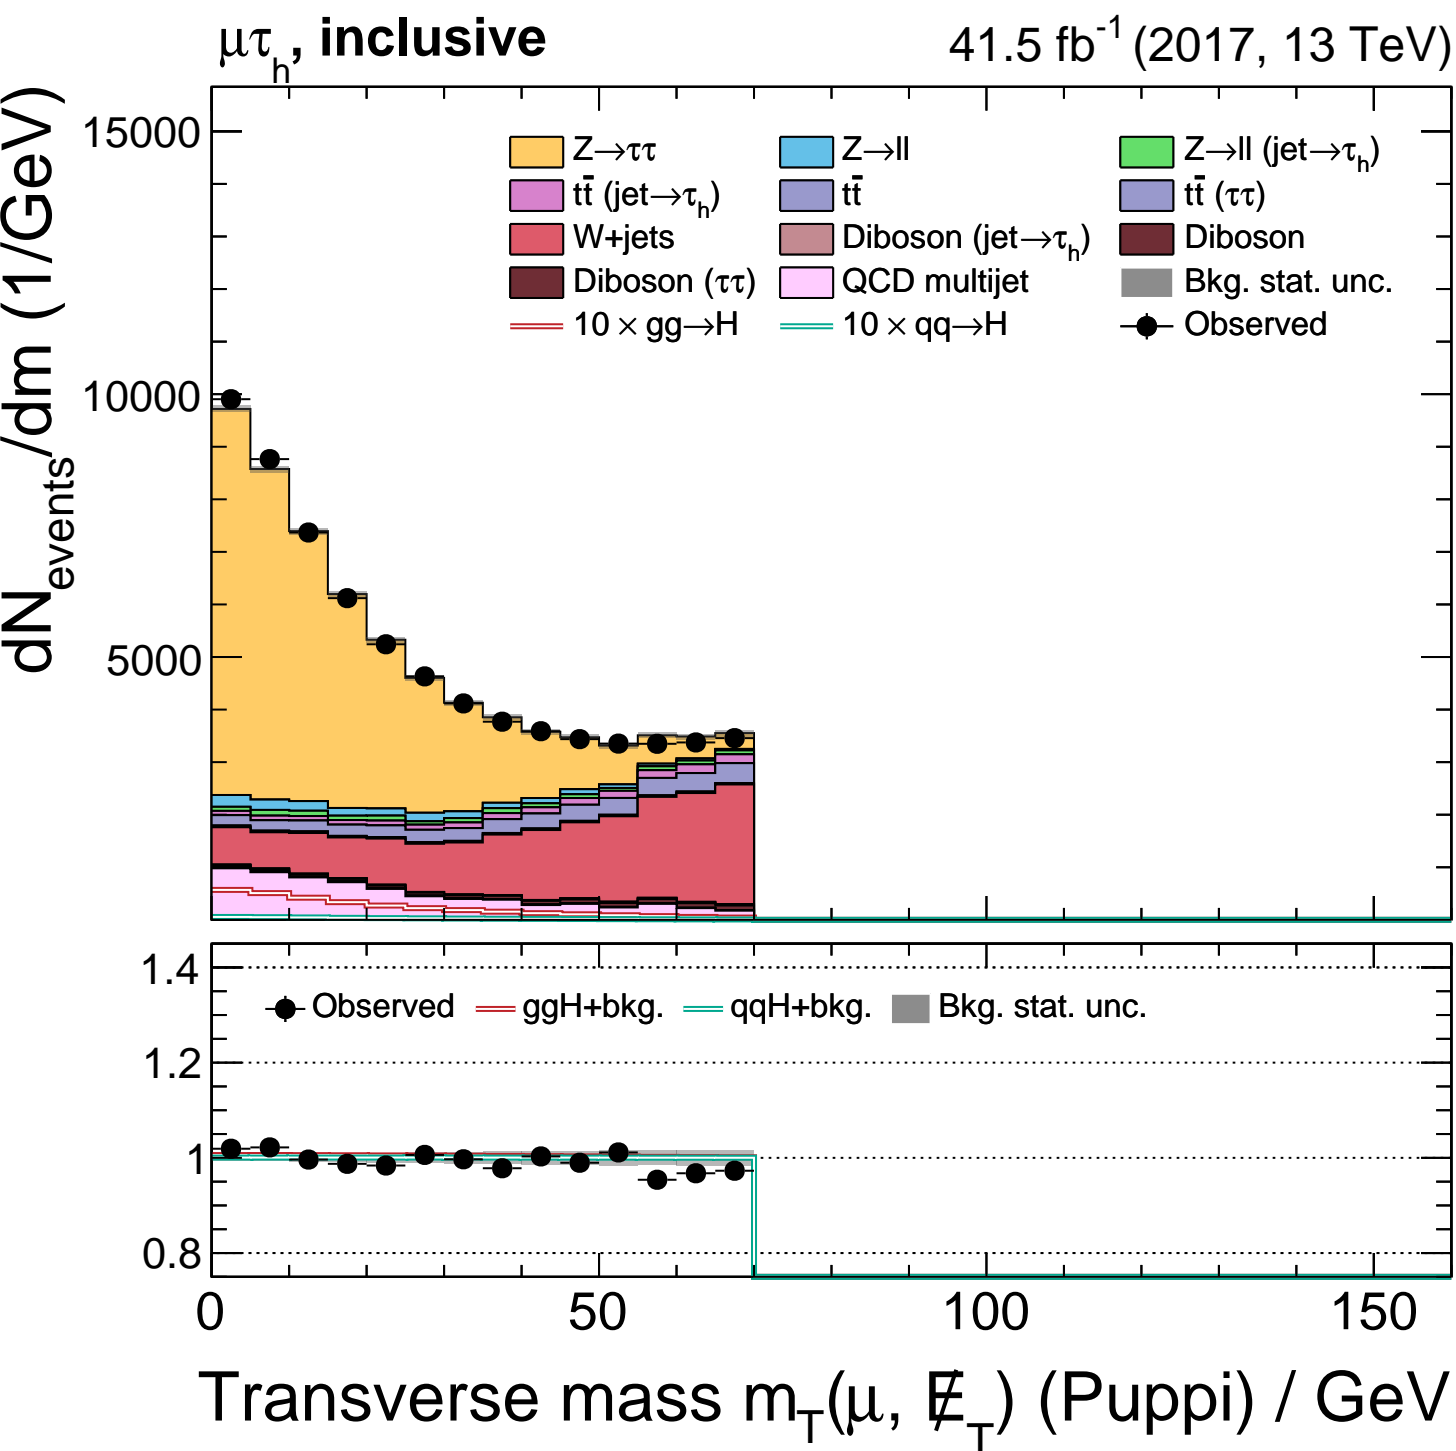 μτh, inclusive
41.5 fb-1 (2017, 13 TeV)
dNevents/dm (1/GeV)
15000
10000
5000
Z→ττ
Z→ll
Z→ll (jet→τh)
tt̄ (jet→τh)
tt̄
tt̄ (ττ)
W+jets
Diboson (jet→τh)
Diboson
Diboson (ττ)
QCD multijet
Bkg. stat. unc.
10 × gg→H
10 × qq→H
Observed
1.4
1.2
1
0.8
Observed
ggH+bkg.
qqH+bkg.
Bkg. stat. unc.
0
50
100
150
Transverse mass mT(μ, E̸T) (Puppi) / GeV